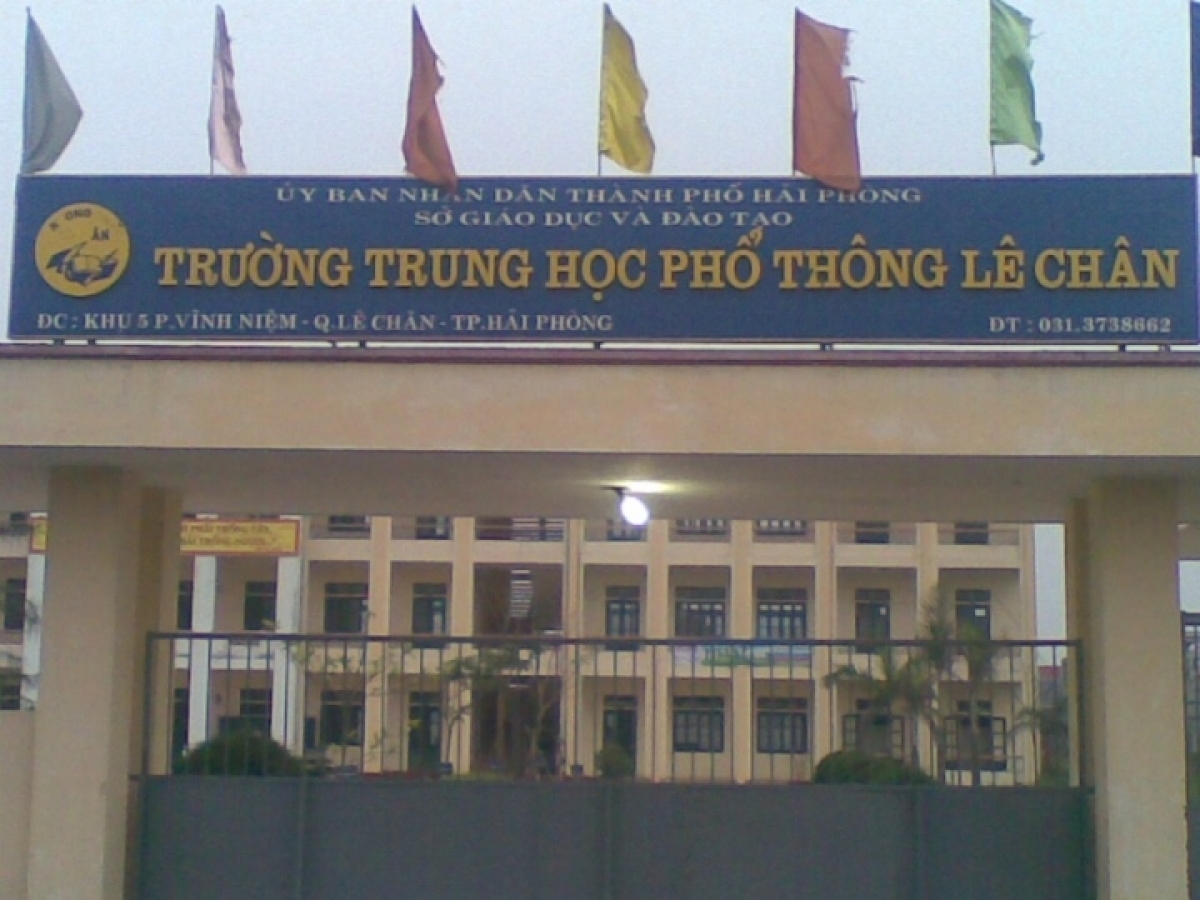 ỦY BAN NHÂN DÂN THÀNH PHỐ HẢI PHÒNG
SỞ GIÁO DỤC VÀ ĐÀO TẠO
ÂN
TRƯỜNG TRUNG HỌC PHỔ THÔNG LÊ CHÂN
ĐC : KHU 5 P.VĨNH NIỆM - Q.LÊ CHÂN - TP.HẢI PHÒNG
ĐT : 031.3738662